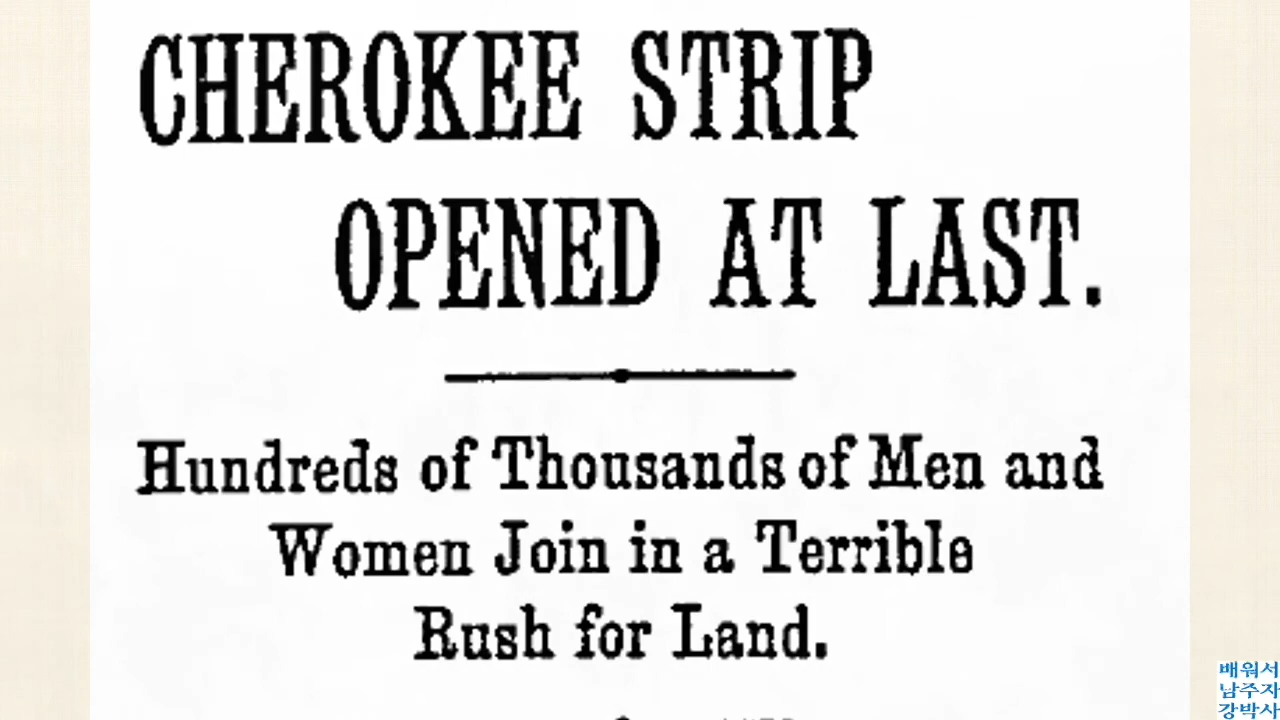 CHEROKEE STRIP
OPENED AT LAST.
Hundreds of Thousands of Men and
Women Join in a Terrible
Rush for Land.
배워서
남주자
강박사